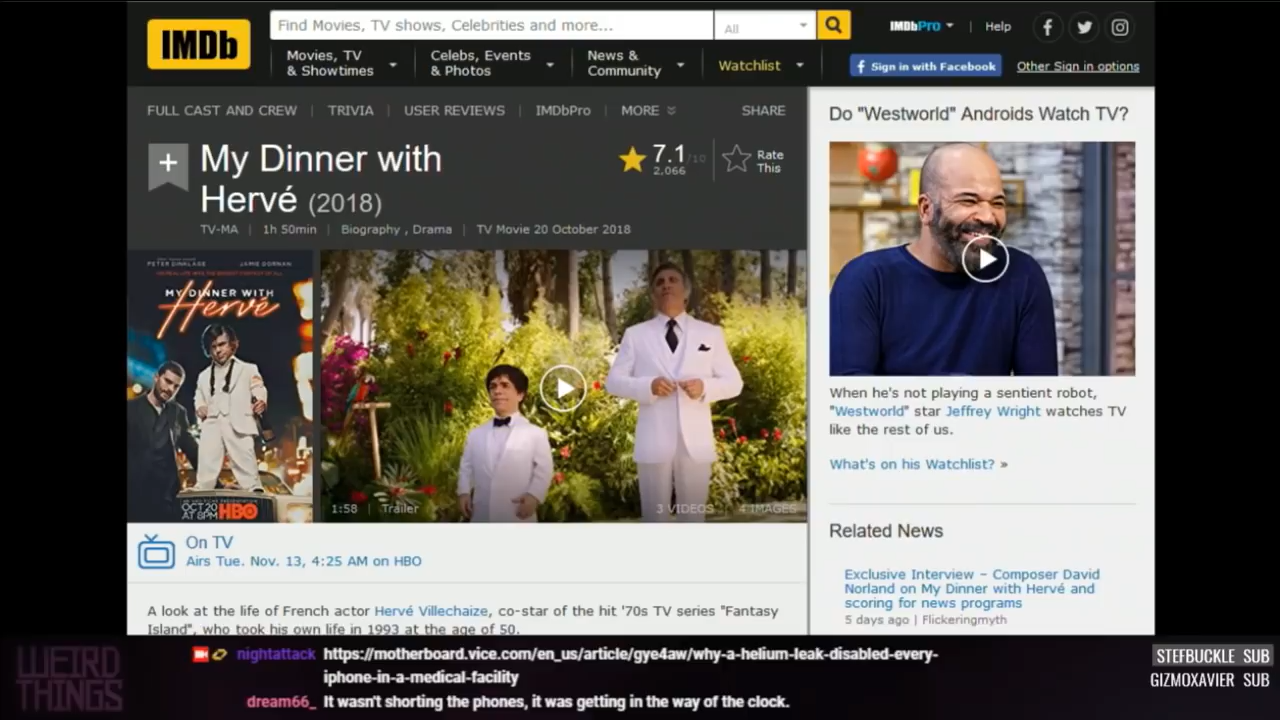 IMDb
Find Movies, TV shows, Celebrities and more...
All
IMDbPro
Help
Movies, TV
& Showtimes
Celebs, Events
& Photos
News &
Community
Watchlist
f Sign in with Facebook
Other Sign in options
FULL CAST AND CREW | TRIVIA | USER REVIEWS | IMDbPro | MORE
SHARE
My Dinner with
Hervé (2018)
7.1/10
2,066
Rate
This
TV-MA | 1h 50min | Biography , Drama | TV Movie 20 October 2018
PETER DINKLAGE JAMIE DORNAN
MY DINNER WITH
Hervé
OCT 20
AT 8PM HBO
1:58 | Trailer
3 VIDEOS 4 IMAGES
On TV
Airs Tue. Nov. 13, 4:25 AM on HBO
A look at the life of French actor Hervé Villechaize, co-star of the hit '70s TV series "Fantasy
Island", who took his own life in 1993 at the age of 50.
Do "Westworld" Androids Watch TV?
When he's not playing a sentient robot,
"Westworld" star Jeffrey Wright watches TV
like the rest of us.
What's on his Watchlist? »
Related News
Exclusive Interview – Composer David
Norland on My Dinner with Hervé and
scoring for news programs
5 days ago | Flickeringmyth
WEIRD
THINGS
nightattack https://motherboard.vice.com/en_us/article/gye4aw/why-a-helium-leak-disabled-every-
iphone-in-a-medical-facility
dream66_ It wasn't shorting the phones, it was getting in the way of the clock.
STEFBUCKLE SUB
GIZMOXAVIER SUB